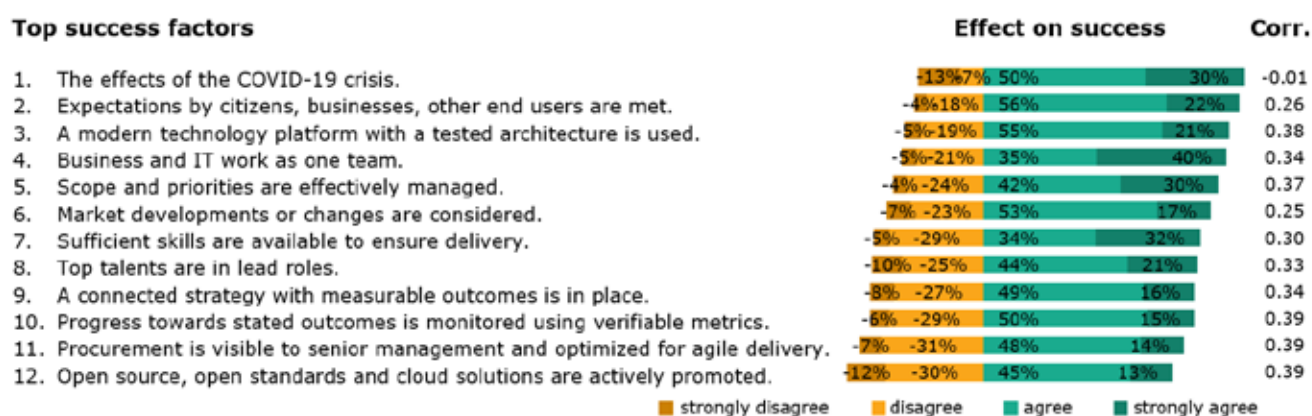 Top success factors Effect on success Corr.
1. The effects of the COVID-19 crisis. -13% -7% 50% 30% -0.01
2. Expectations by citizens, businesses, other end users are met. -4% -18% 56% 22% 0.26
3. A modern technology platform with a tested architecture is used. -5% -19% 55% 21% 0.38
4. Business and IT work as one team. -5% -21% 35% 40% 0.34
5. Scope and priorities are effectively managed. -4% -24% 42% 30% 0.37
6. Market developments or changes are considered. -7% -23% 53% 17% 0.25
7. Sufficient skills are available to ensure delivery. -5% -29% 34% 32% 0.30
8. Top talents are in lead roles. -10% -25% 44% 21% 0.33
9. A connected strategy with measurable outcomes is in place. -8% -27% 49% 16% 0.34
10. Progress towards stated outcomes is monitored using verifiable metrics. -6% -29% 50% 15% 0.39
11. Procurement is visible to senior management and optimized for agile delivery. -7% -31% 48% 14% 0.39
12. Open source, open standards and cloud solutions are actively promoted. -12% -30% 45% 13% 0.39
strongly disagree disagree agree strongly agree